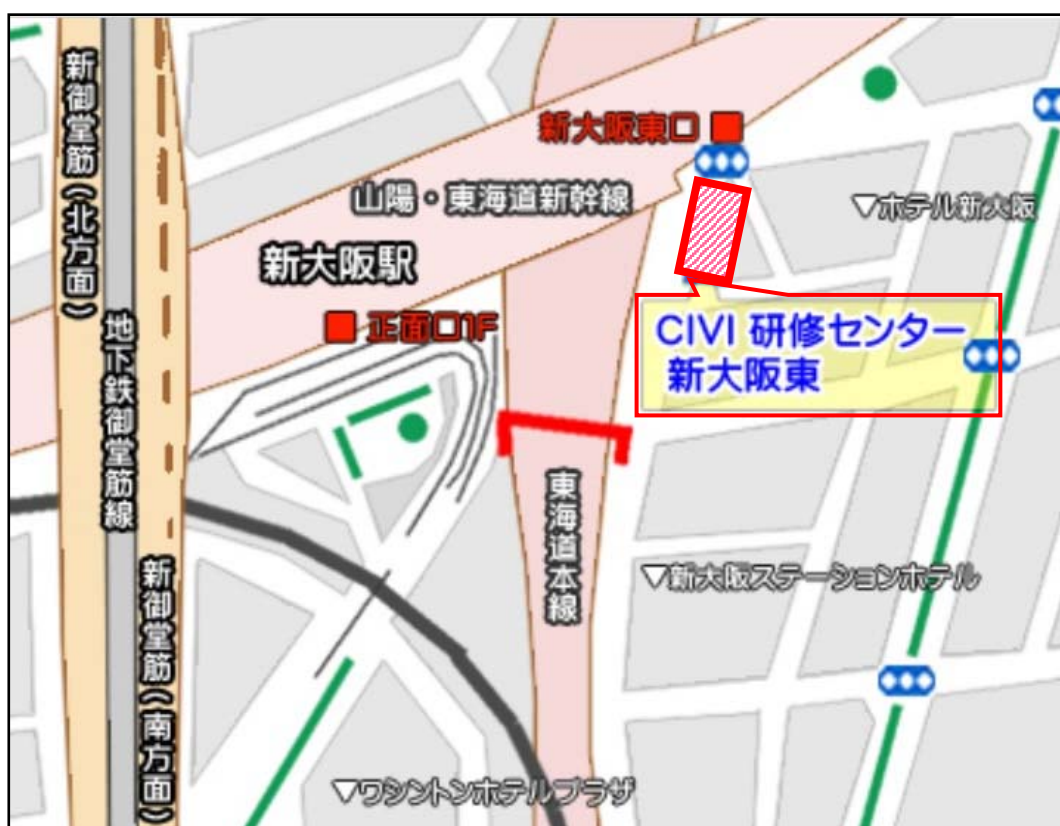 新御堂筋(北方面)
新大阪東口
山陽・東海道新幹線
▽ホテル新大阪
新大阪駅
正面口1F
地下鉄御堂筋線
CIVI 研修センター
新大阪東
東海道本線
▽新大阪ステーションホテル
新御堂筋(南方面)
▽ワシントンホテルプラザ